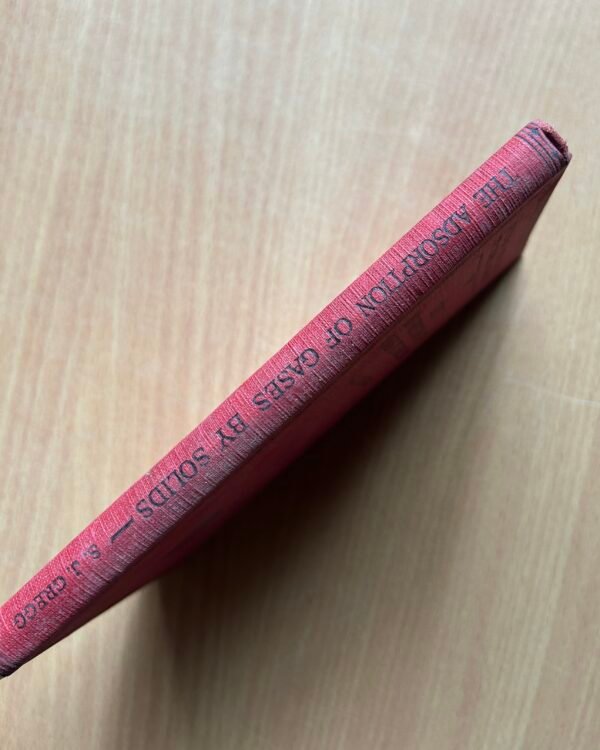 THE ADSORPTION OF GASES BY SOLIDS — S. J. GREGG